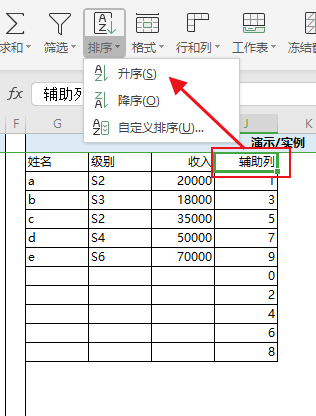 求和 筛选 排序 格式 行和列 工作表 冻结窗
fx 辅助列
升序(S)
降序(O)
自定义排序(U)...
F G J K
演示/实例
姓名 级别 收入 辅助列
a S2 20000 1
b S3 18000 3
c S2 35000 5
d S4 50000 7
e S6 70000 9
0
2
4
6
8